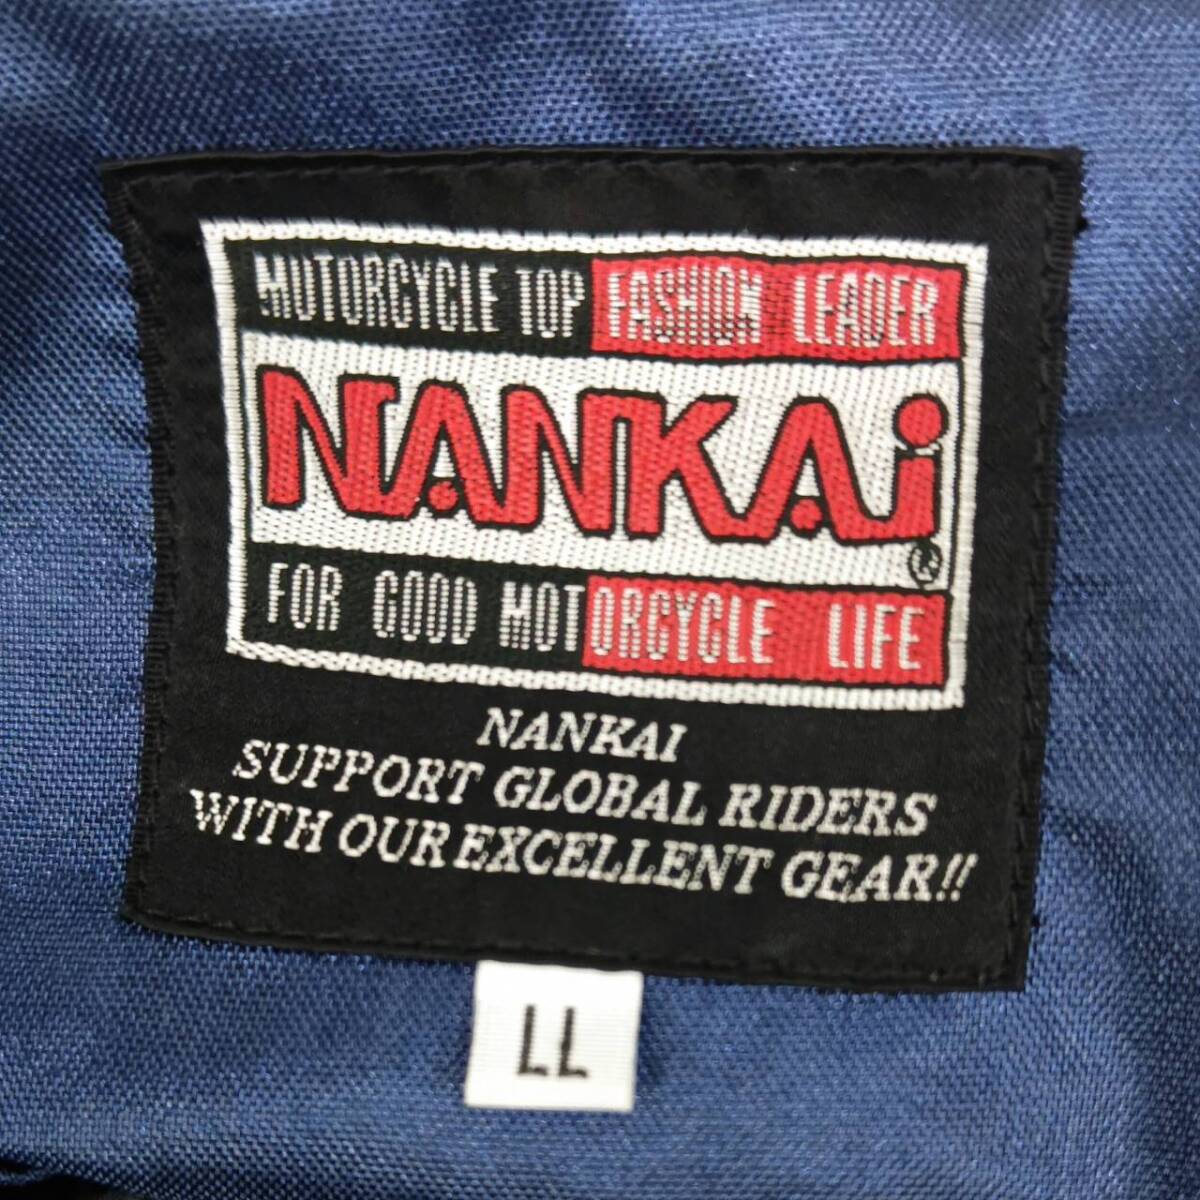 MOTORCYCLE TOP FASHION LEADER
NANKAi
®
FOR GOOD MOTORCYCLE LIFE
NANKAI
SUPPORT GLOBAL RIDERS
WITH OUR EXCELLENT GEAR!!
LL